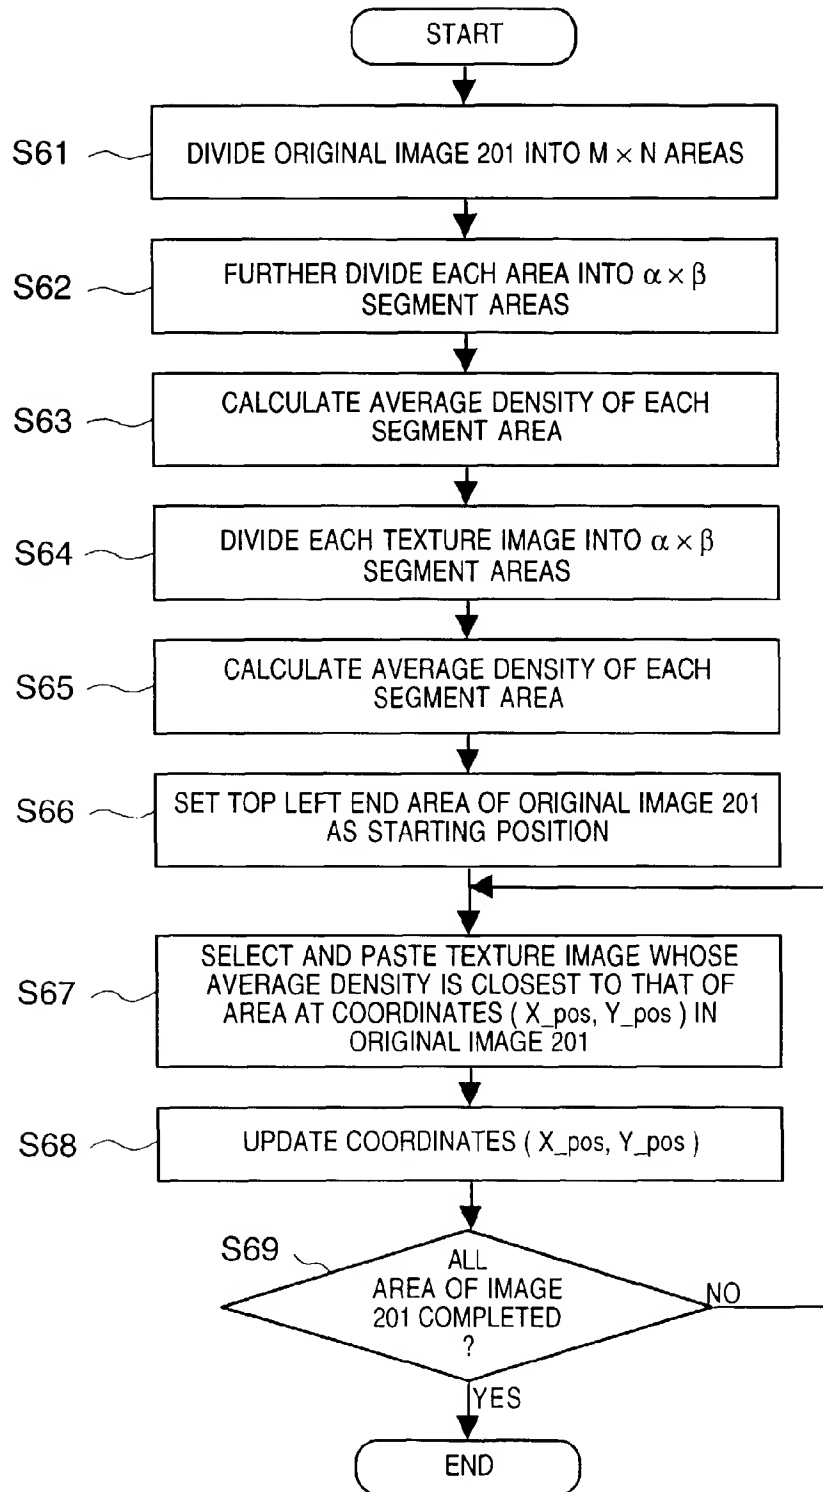 START
S61
DIVIDE ORIGINAL IMAGE 201 INTO M × N AREAS
S62
FURTHER DIVIDE EACH AREA INTO α × β
SEGMENT AREAS
S63
CALCULATE AVERAGE DENSITY OF EACH
SEGMENT AREA
S64
DIVIDE EACH TEXTURE IMAGE INTO α × β
SEGMENT AREAS
S65
CALCULATE AVERAGE DENSITY OF EACH
SEGMENT AREA
S66
SET TOP LEFT END AREA OF ORIGINAL IMAGE 201
AS STARTING POSITION
S67
SELECT AND PASTE TEXTURE IMAGE WHOSE
AVERAGE DENSITY IS CLOSEST TO THAT OF
AREA AT COORDINATES ( X_pos, Y_pos ) IN
ORIGINAL IMAGE 201
S68
UPDATE COORDINATES ( X_pos, Y_pos )
S69
ALL
AREA OF IMAGE
201 COMPLETED
?
NO
YES
END